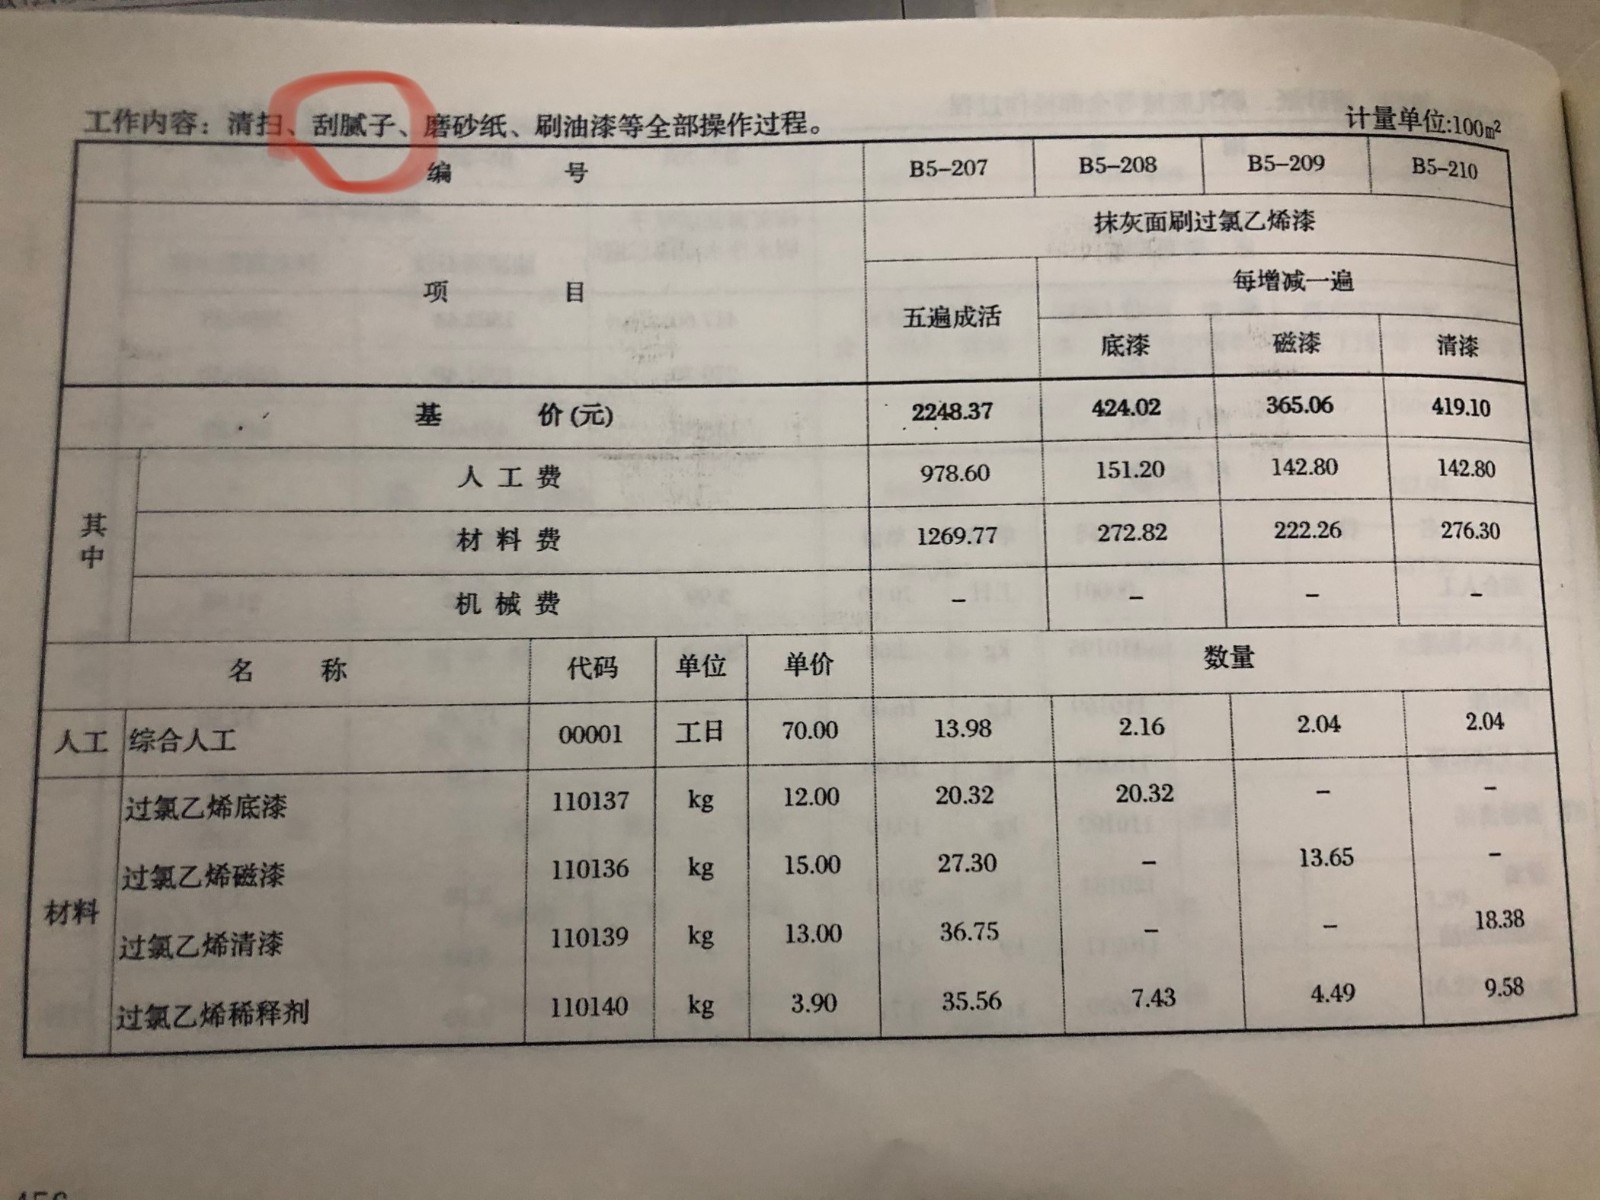 工作内容：清扫、刮腻子、磨砂纸、刷油漆等全部操作过程。 计量单位:100m²
编 号 B5-207 B5-208 B5-209 B5-210
抹灰面刷过氯乙烯漆
项 目 五遍成活 每增减一遍
底漆 磁漆 清漆
基 价(元) 2248.37 424.02 365.06 419.10
其中 人工费 978.60 151.20 142.80 142.80
材料费 1269.77 272.82 222.26 276.30
机械费 – – – –
名 称 代码 单位 单价 数量
人工 综合人工 00001 工日 70.00 13.98 2.16 2.04 2.04
材料 过氯乙烯底漆 110137 kg 12.00 20.32 20.32 – –
过氯乙烯磁漆 110136 kg 15.00 27.30 – 13.65 –
过氯乙烯清漆 110139 kg 13.00 36.75 – – 18.38
过氯乙烯稀释剂 110140 kg 3.90 35.56 7.43 4.49 9.58